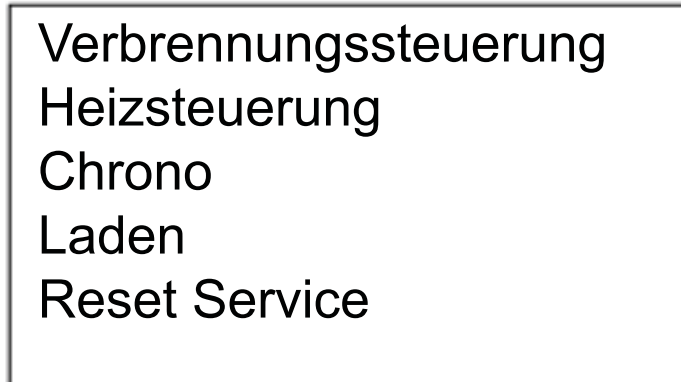 Verbrennungssteuerung
Heizsteuerung
Chrono
Laden
Reset Service